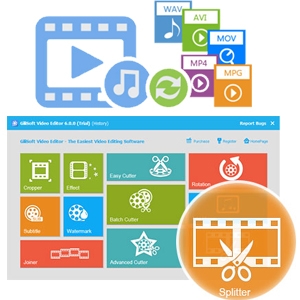 WAV
AVI
MOV
MP4
MPG
GiliSoft Video Editor 6.0.0 (Trial) (History)
Report Bugs
GiliSoft Video Editor - The Easiest Video Editing Software
Purchase
Register
HomePage
Cropper
Effect
Easy Cutter
Rotation
Subtitle
Watermark
Batch Cutter
Joiner
Advanced Cutter
Splitter